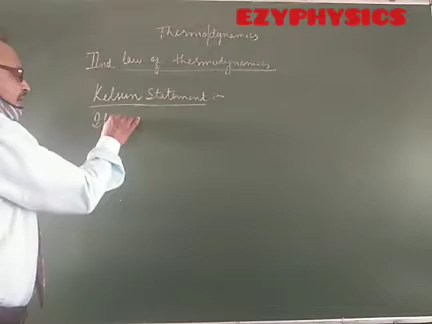 EZYPHYSICS
Thermodynamics
IInd law of thermodynamics
Kelvin Statement :-